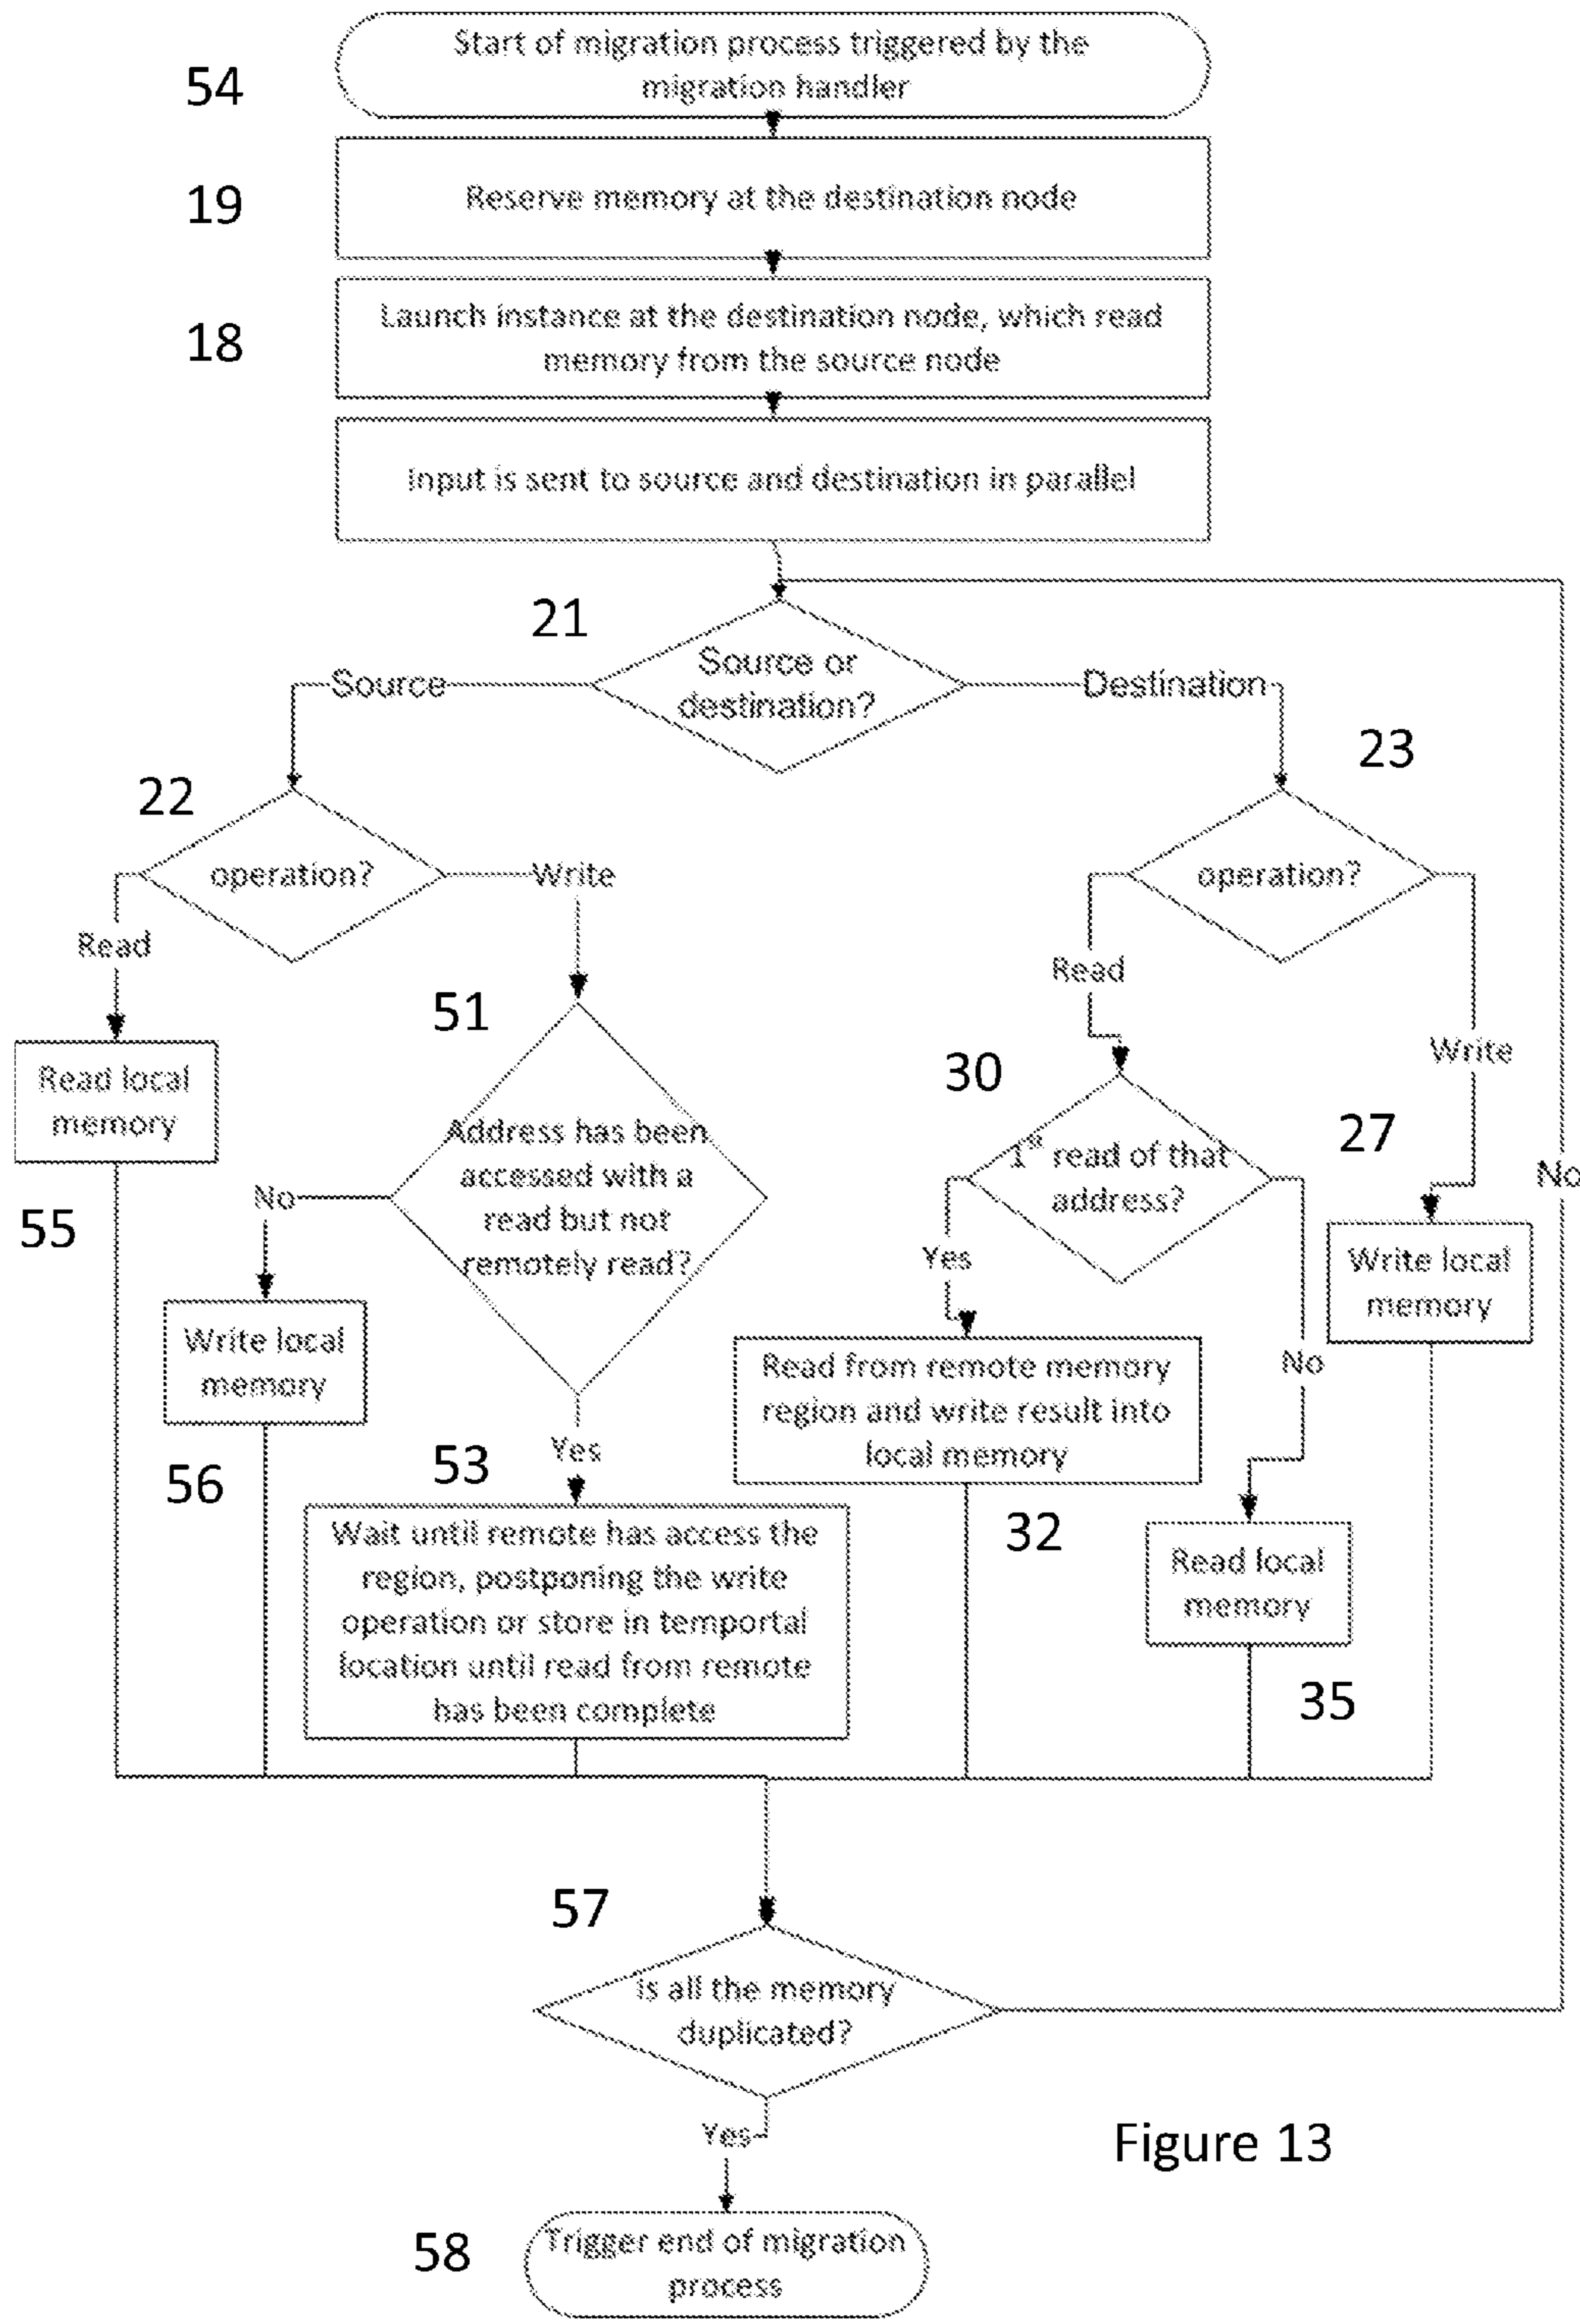 54
Start of migration process triggered by the
migration handler
19
Reserve memory at the destination node
18
Launch instance at the destination node, which read
memory from the source node
Input is sent to source and destination in parallel
21
Source or
destination?
Source
Destination
22
operation?
Read
Write
23
operation?
Read
Write
Read local
memory
55
51
Address has been
accessed with a
read but not
remotely read?
No
Write local
memory
56
Yes
53
Wait until remote has access the
region, postponing the write
operation or store in temportal
location until read from remote
has been complete
30
1st read of that
address?
Yes
No
Read from remote memory
region and write result into
local memory
32
Read local
memory
35
27
Write local
memory
No
57
is all the memory
duplicated?
Yes
58
Trigger end of migration
process
Figure 13